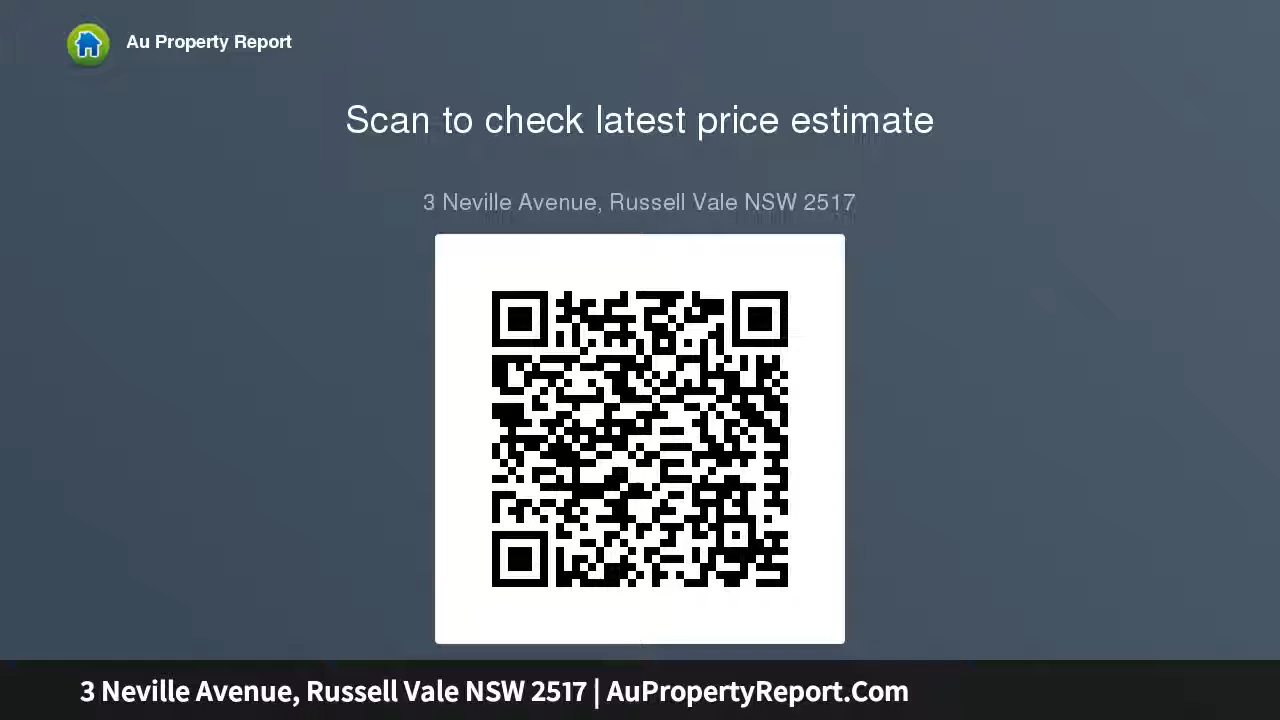 Au Property Report
Scan to check latest price estimate
3 Neville Avenue, Russell Vale NSW 2517
3 Neville Avenue, Russell Vale NSW 2517 | AuPropertyReport.Com